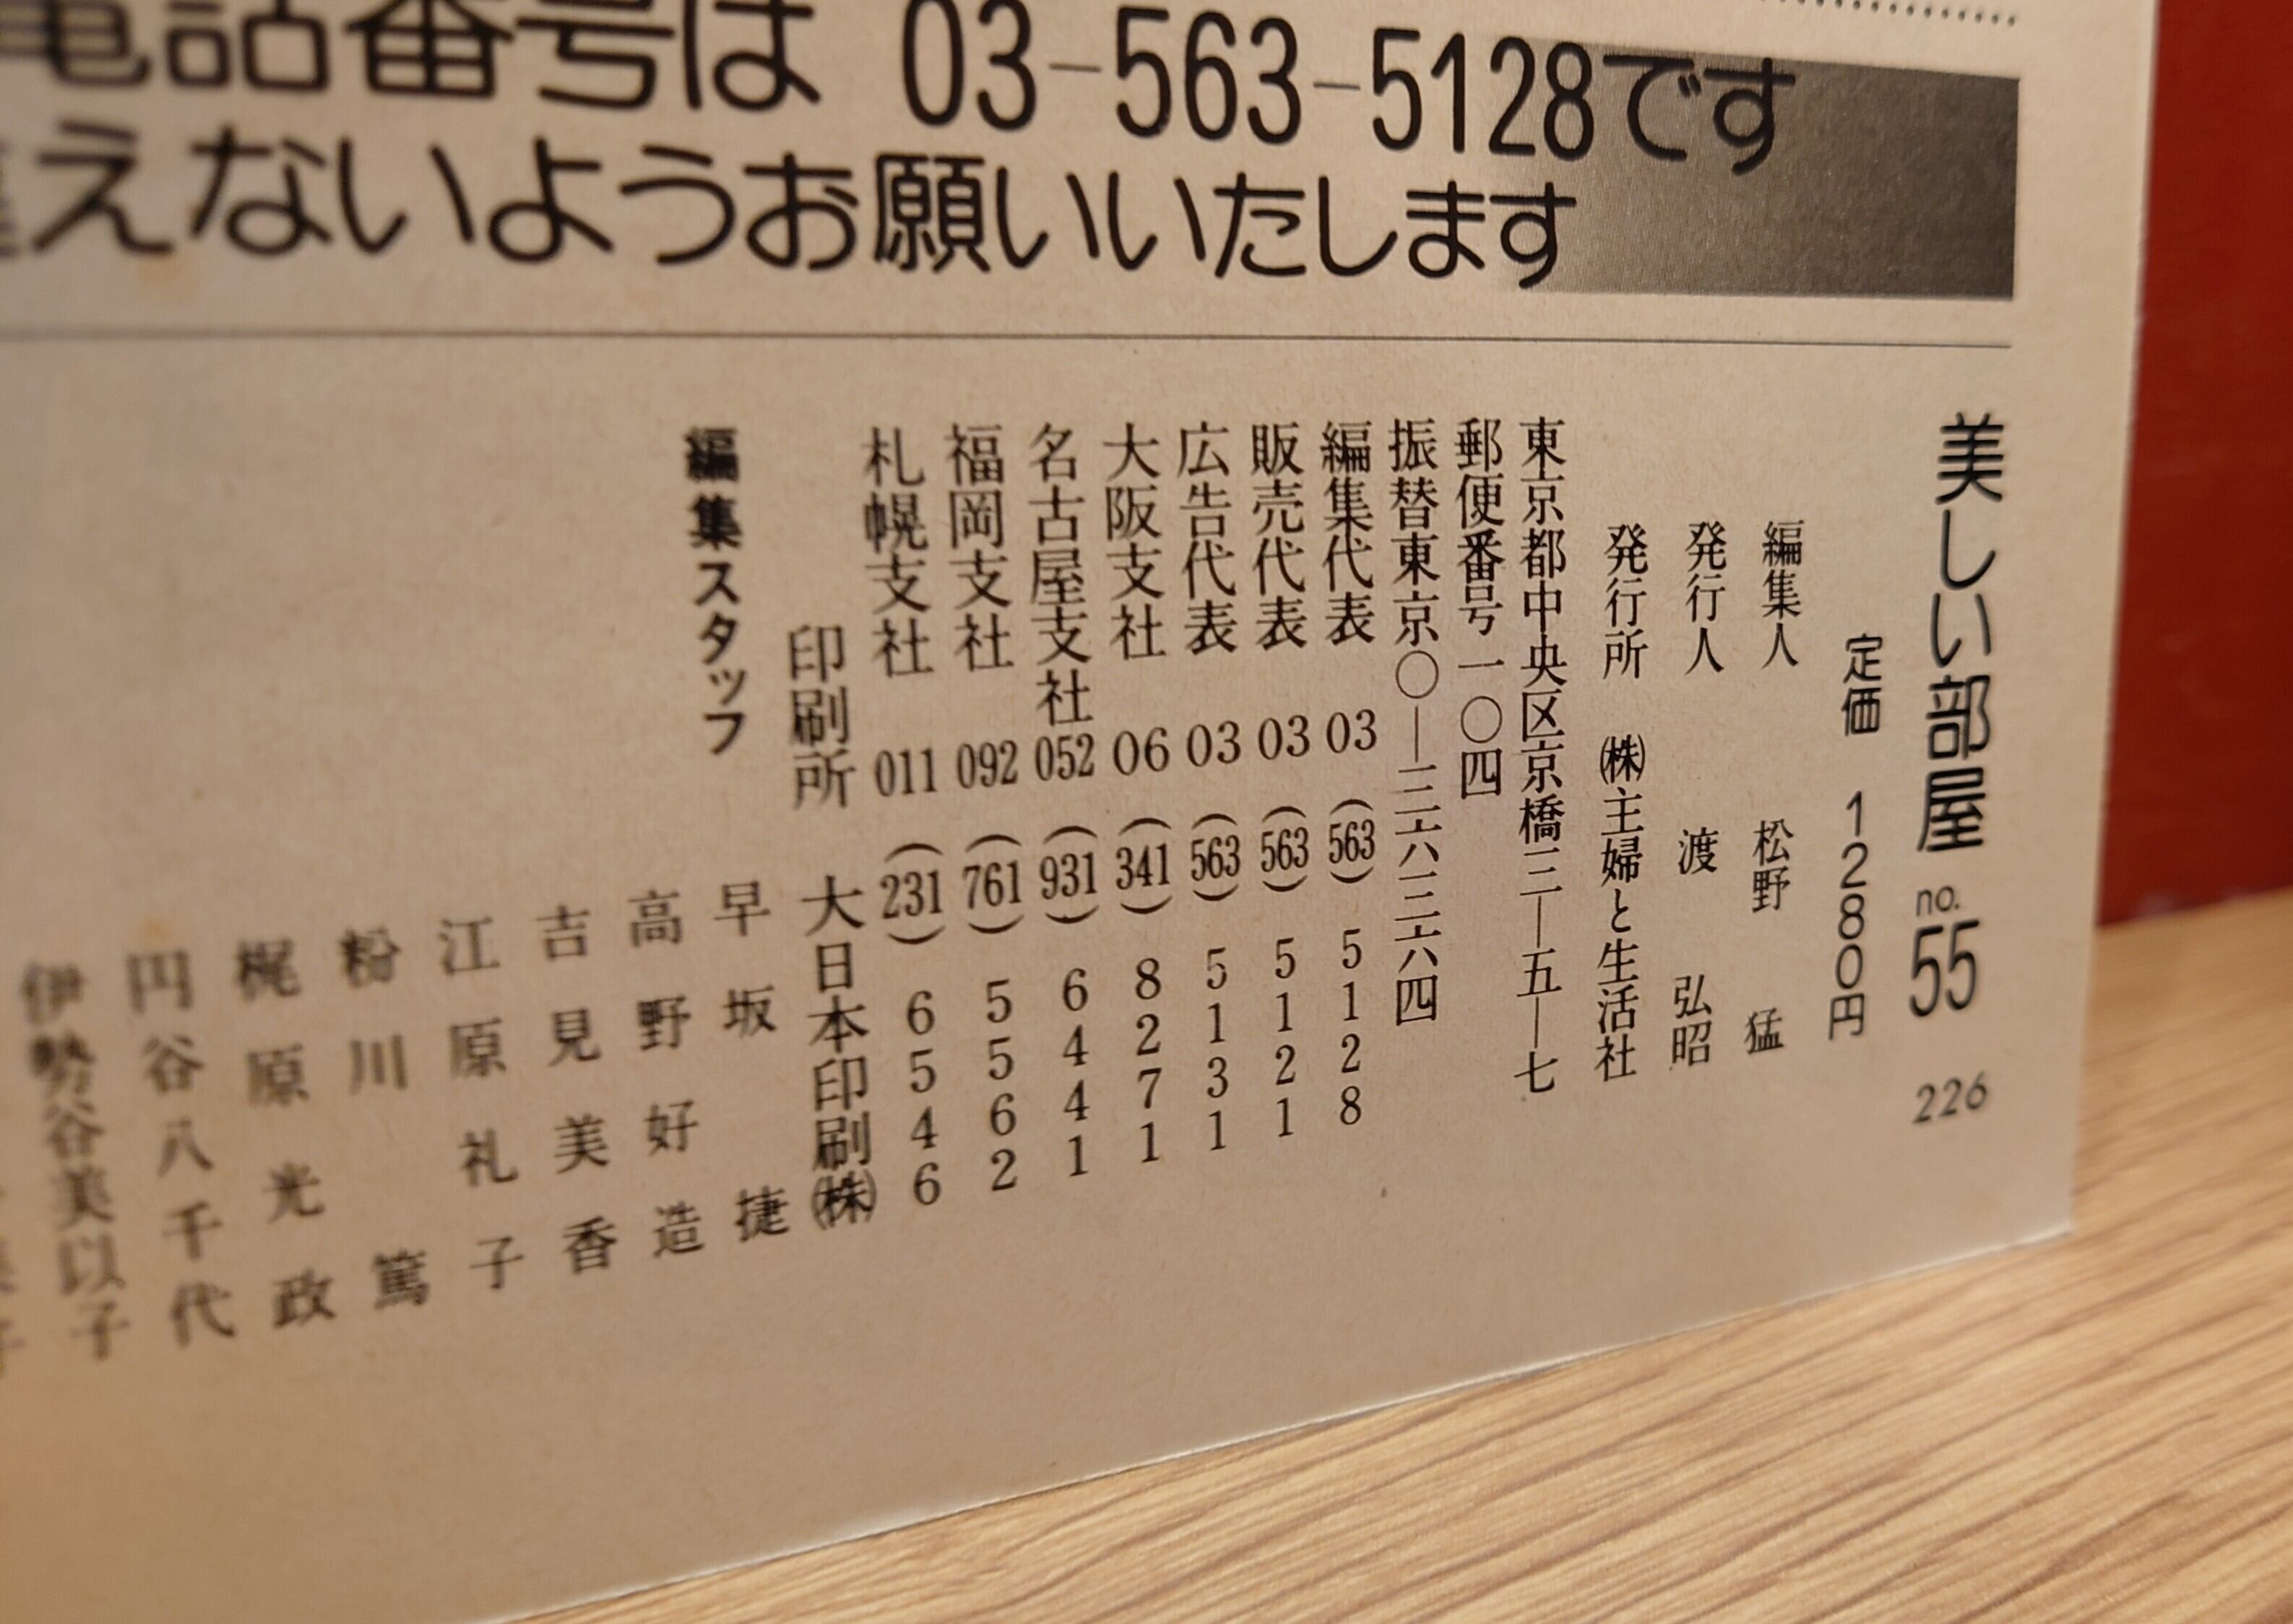 電話番号は 03-563-5128です
えないようお願いいたします
美しい部屋 no.55 226
定価 1280円
編集人 松野 猛
発行人 渡 弘昭
発行所 ㈱主婦と生活社
東京都中央区京橋三—五—七
郵便番号一〇四
振替東京〇—三六三六四
編集代表 03(563)5128
販売代表 03(563)5121
広告代表 03(563)5131
大阪支社 06(341)8271
名古屋支社 052(931)6441
福岡支社 092(761)5562
札幌支社 011(231)6546
印刷所 大日本印刷㈱
編集スタッフ
早坂 捷
高野好造
吉見美香
江原礼子
粉川 篤
梶原光政
円谷八千代
伊勢谷美以子